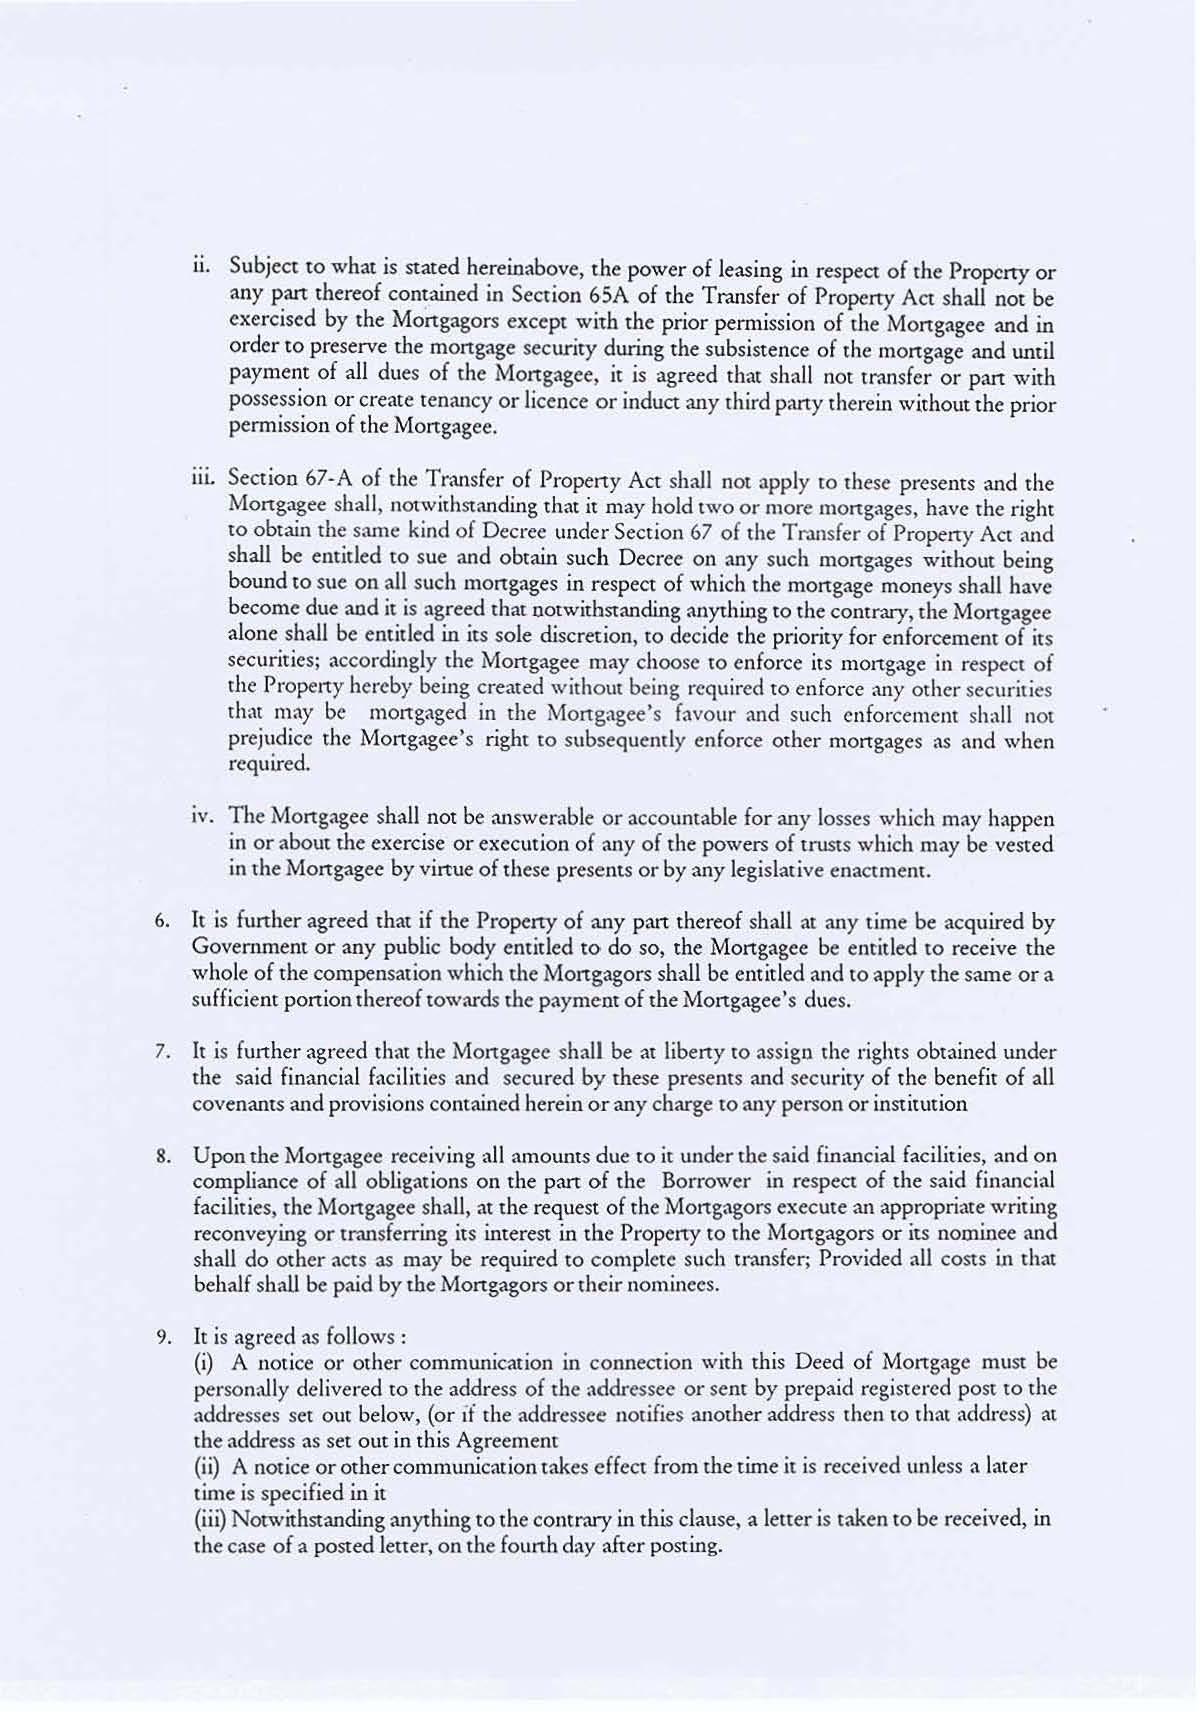 ii. Subject to what is stated hereinabove, the power of leasing in respect of the Property or
any part thereof contained in Section 65A of the Transfer of Property Act shall not be
exercised by the Mortgagors except with the prior permission of the Mortgagee and in
order to preserve the mortgage security during the subsistence of the mortgage and until
payment of all dues of the Mortgagee, it is agreed that shall not transfer or part with
possession or create tenancy or licence or induct any third party therein without the prior
permission of the Mortgagee.
iii. Section 67-A of the Transfer of Property Act shall not apply to these presents and the
Mortgagee shall, notwithstanding that it may hold two or more mortgages, have the right
to obtain the same kind of Decree under Section 67 of the Transfer of Property Act and
shall be entitled to sue and obtain such Decree on any such mortgages without being
bound to sue on all such mortgages in respect of which the mortgage moneys shall have
become due and it is agreed that notwithstanding anything to the contrary, the Mortgagee
alone shall be entitled in its sole discretion, to decide the priority for enforcement of its
securities; accordingly the Mortgagee may choose to enforce its mortgage in respect of
the Property hereby being created without being required to enforce any other securities
that may be mortgaged in the Mortgagee's favour and such enforcement shall not
prejudice the Mortgagee's right to subsequently enforce other mortgages as and when
required.
iv. The Mortgagee shall not be answerable or accountable for any losses which may happen
in or about the exercise or execution of any of the powers of trusts which may be vested
in the Mortgagee by virtue of these presents or by any legislative enactment.
6. It is further agreed that if the Property of any part thereof shall at any time be acquired by
Government or any public body entitled to do so, the Mortgagee be entitled to receive the
whole of the compensation which the Mortgagors shall be entitled and to apply the same or a
sufficient portion thereof towards the payment of the Mortgagee's dues.
7. It is further agreed that the Mortgagee shall be at liberty to assign the rights obtained under
the said financial facilities and secured by these presents and security of the benefit of all
covenants and provisions contained herein or any charge to any person or institution
8. Upon the Mortgagee receiving all amounts due to it under the said financial facilities, and on
compliance of all obligations on the part of the Borrower in respect of the said financial
facilities, the Mortgagee shall, at the request of the Mortgagors execute an appropriate writing
reconveying or transferring its interest in the Property to the Mortgagors or its nominee and
shall do other acts as may be required to complete such transfer; Provided all costs in that
behalf shall be paid by the Mortgagors or their nominees.
9. It is agreed as follows :
(i) A notice or other communication in connection with this Deed of Mortgage must be
personally delivered to the address of the addressee or sent by prepaid registered post to the
addresses set out below, (or if the addressee notifies another address then to that address) at
the address as set out in this Agreement
(ii) A notice or other communication takes effect from the time it is received unless a later
time is specified in it
(iii) Notwithstanding anything to the contrary in this clause, a letter is taken to be received, in
the case of a posted letter, on the fourth day after posting.